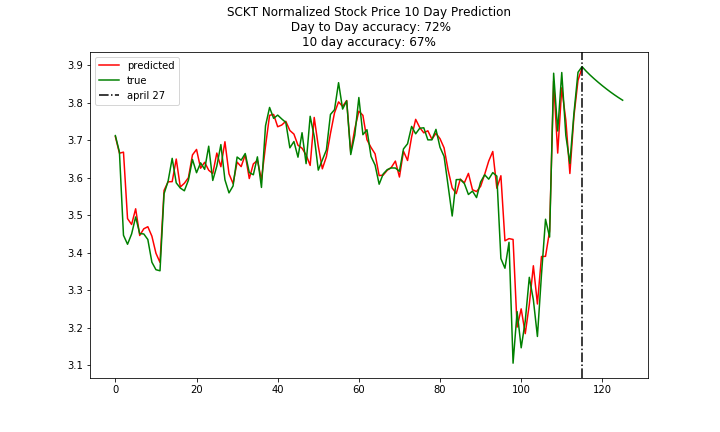 SCKT Normalized Stock Price 10 Day Prediction
Day to Day accuracy: 72%
10 day accuracy: 67%
predicted
true
april 27
3.9
3.8
3.7
3.6
3.5
3.4
3.3
3.2
3.1
0 20 40 60 80 100 120